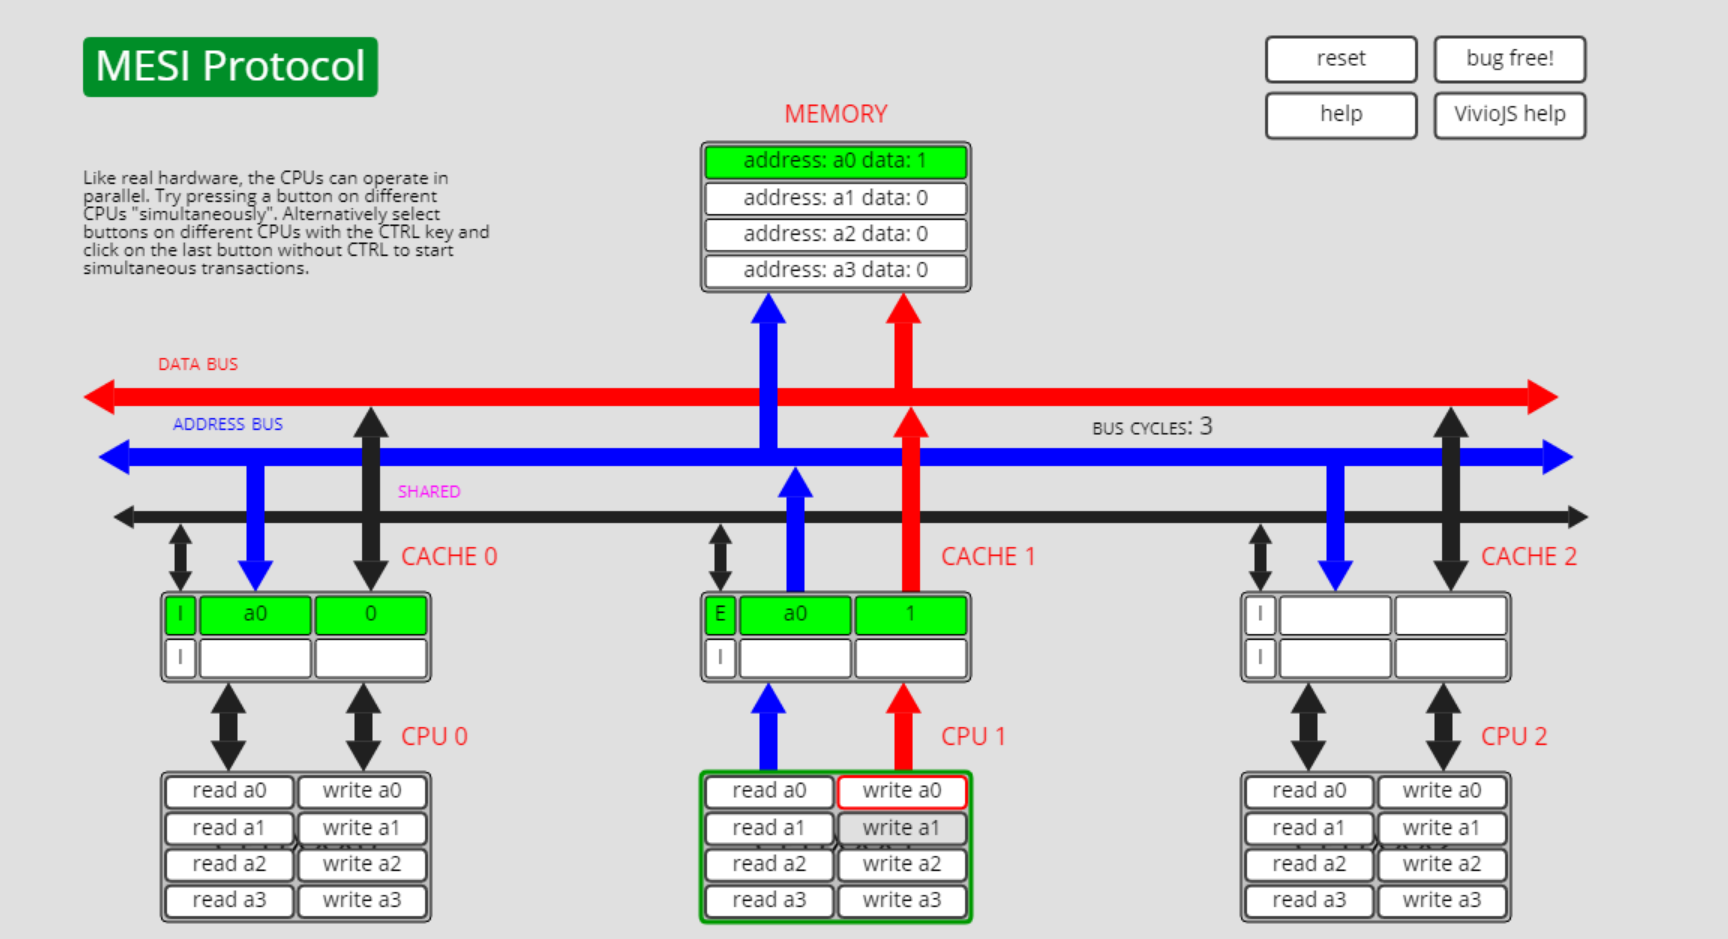 MESI Protocol
reset
bug free!
help
VivioJS help
MEMORY
address: a0 data: 1
address: a1 data: 0
address: a2 data: 0
address: a3 data: 0
Like real hardware, the CPUs can operate in
parallel. Try pressing a button on different
CPUs "simultaneously". Alternatively select
buttons on different CPUs with the CTRL key and
click on the last button without CTRL to start
simultaneous transactions.
DATA BUS
ADDRESS BUS
BUS CYCLES: 3
SHARED
CACHE 0
CACHE 1
CACHE 2
I a0 0
I
E a0 1
I
I
I
CPU 0
CPU 1
CPU 2
read a0 write a0
read a1 write a1
read a2 write a2
read a3 write a3
read a0 write a0
read a1 write a1
read a2 write a2
read a3 write a3
read a0 write a0
read a1 write a1
read a2 write a2
read a3 write a3